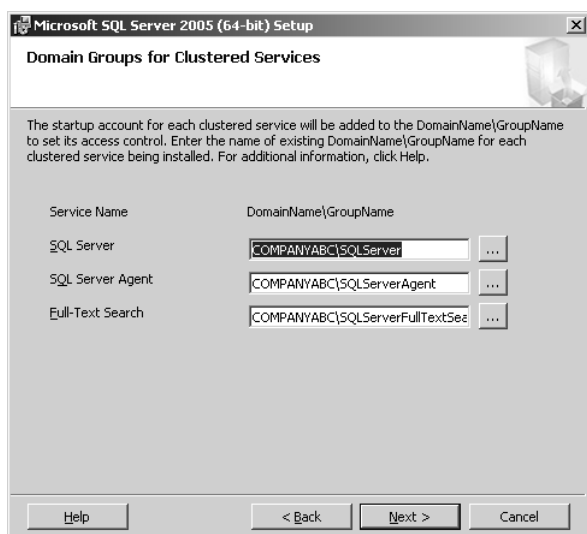 Microsoft SQL Server 2005 (64-bit) Setup
Domain Groups for Clustered Services
The startup account for each clustered service will be added to the DomainName\GroupName
to set its access control. Enter the name of existing DomainName\GroupName for each
clustered service being installed. For additional information, click Help.
Service Name DomainName\GroupName
SQL Server COMPANYABC\SQLServer ...
SQL Server Agent COMPANYABC\SQLServerAgent ...
Full-Text Search COMPANYABC\SQLServerFullTextSea ...
Help < Back Next > Cancel